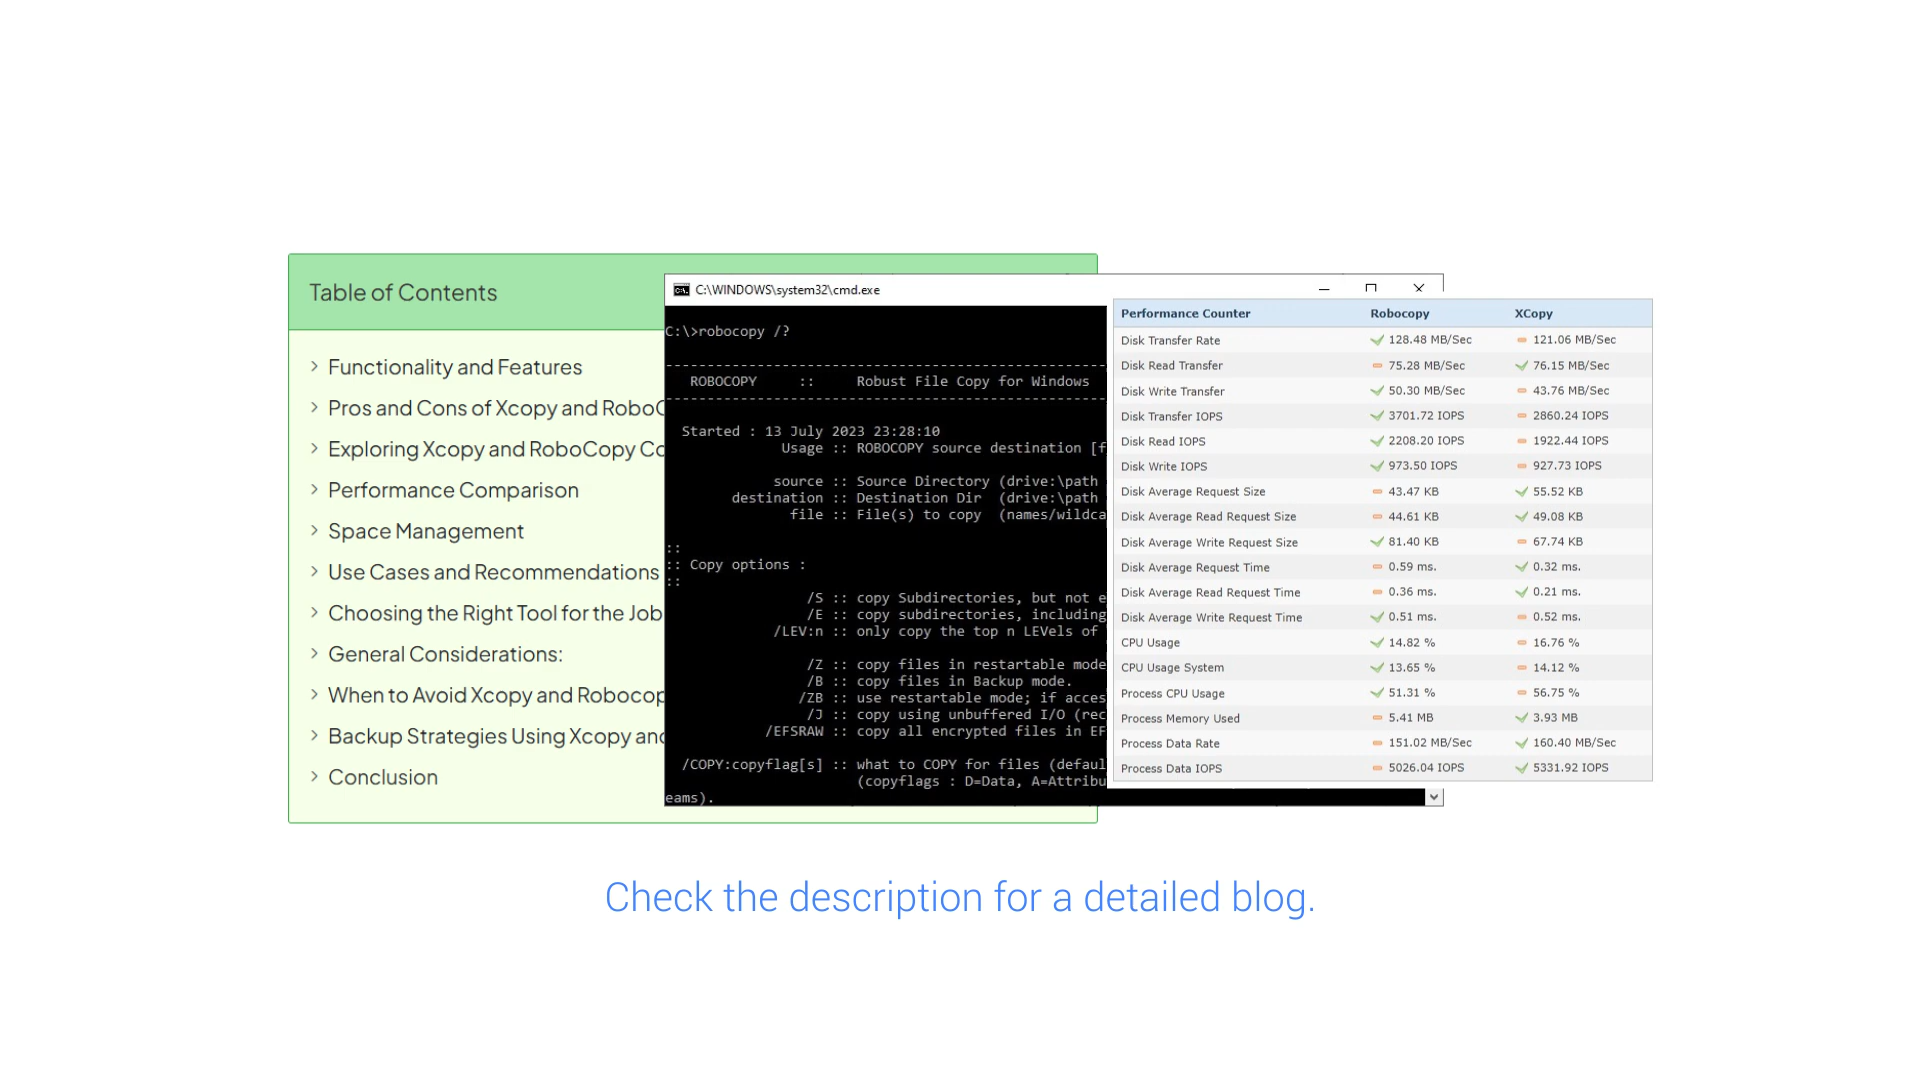 Table of Contents
> Functionality and Features
> Pros and Cons of Xcopy and Robo
> Exploring Xcopy and RoboCopy
> Performance Comparison
> Space Management
> Use Cases and Recommendations
> Choosing the Right Tool for the Job
> General Considerations:
> When to Avoid Xcopy and Robocop
> Backup Strategies Using Xcopy
> Conclusion
C:\WINDOWS\system32\cmd.exe
C:\>robocopy /?
-----------------------------------------------------
ROBOCOPY :: Robust File Copy for Windows
-----------------------------------------------------
Started : 13 July 2023 23:28:10
Usage :: ROBOCOPY source destination [f
source :: Source Directory (drive:\path
destination :: Destination Dir (drive:\path
file :: File(s) to copy (names/wildca
::
:: Copy options :
::
/S :: copy Subdirectories, but not e
/E :: copy subdirectories, including
/LEV:n :: only copy the top n LEVels of
/Z :: copy files in restartable mode
/B :: copy files in Backup mode.
/ZB :: use restartable mode; if acces
/J :: copy using unbuffered I/O (rec
/EFSRAW :: copy all encrypted files in EF
/COPY:copyflag[s] :: what to COPY for files (defaul
(copyflags : D=Data, A=Attribu
eams).
Performance Counter Robocopy XCopy
Disk Transfer Rate 128.48 MB/Sec 121.06 MB/Sec
Disk Read Transfer 75.28 MB/Sec 76.15 MB/Sec
Disk Write Transfer 50.30 MB/Sec 43.76 MB/Sec
Disk Transfer IOPS 3701.72 IOPS 2860.24 IOPS
Disk Read IOPS 2208.20 IOPS 1922.44 IOPS
Disk Write IOPS 973.50 IOPS 927.73 IOPS
Disk Average Request Size 43.47 KB 55.52 KB
Disk Average Read Request Size 44.61 KB 49.08 KB
Disk Average Write Request Size 81.40 KB 67.74 KB
Disk Average Request Time 0.59 ms. 0.32 ms.
Disk Average Read Request Time 0.36 ms. 0.21 ms.
Disk Average Write Request Time 0.51 ms. 0.52 ms.
CPU Usage 14.82 % 16.76 %
CPU Usage System 13.65 % 14.12 %
Process CPU Usage 51.31 % 56.75 %
Process Memory Used 5.41 MB 3.93 MB
Process Data Rate 151.02 MB/Sec 160.40 MB/Sec
Process Data IOPS 5026.04 IOPS 5331.92 IOPS
Check the description for a detailed blog.